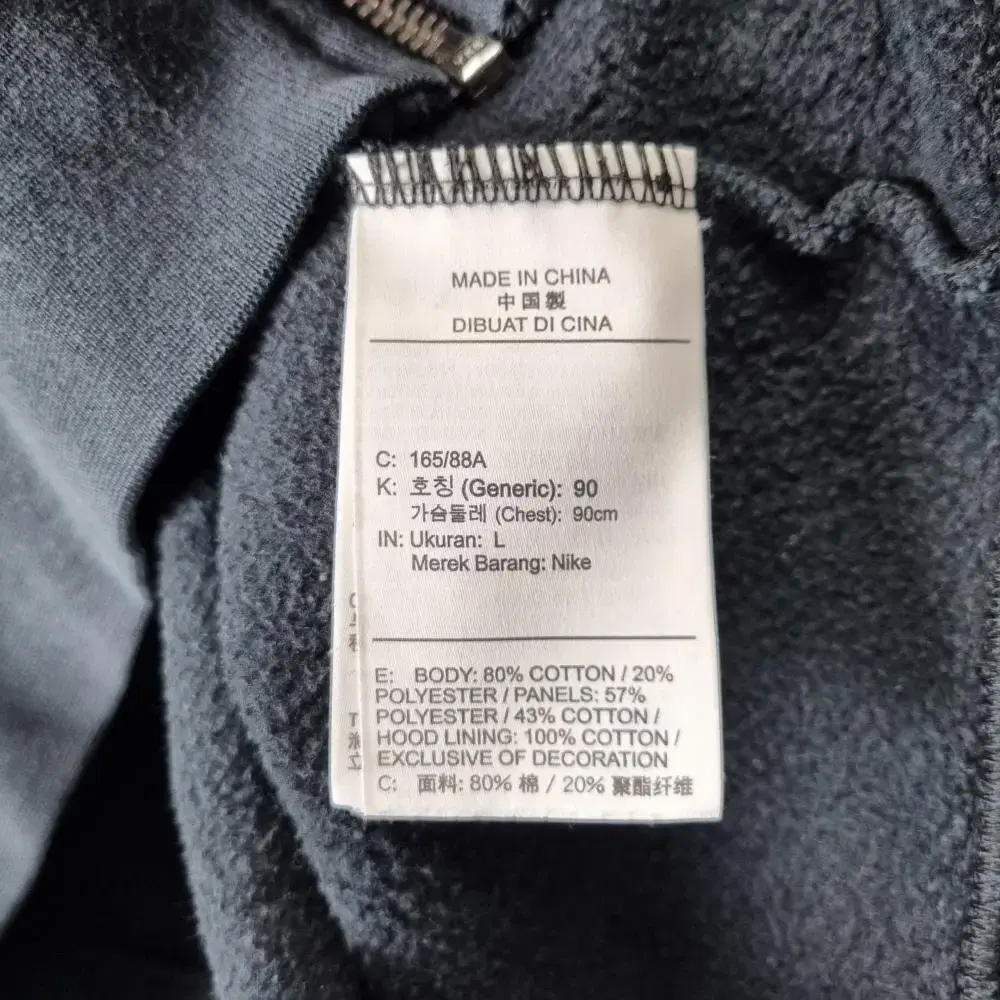 MADE IN CHINA
中国製
DIBUAT DI CINA
C: 165/88A
K: 호칭 (Generic): 90
가슴둘레 (Chest): 90cm
IN: Ukuran: L
Merek Barang: Nike
E: BODY: 80% COTTON / 20%
POLYESTER / PANELS: 57%
POLYESTER / 43% COTTON /
HOOD LINING: 100% COTTON /
EXCLUSIVE OF DECORATION
C: 面料: 80% 棉 / 20% 聚酯纤维